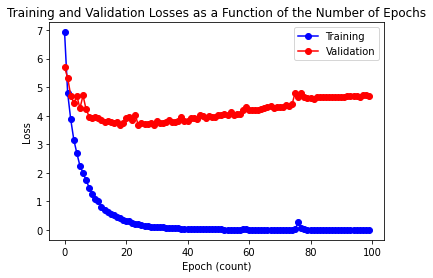 Training and Validation Losses as a Function of the Number of Epochs
7
6
5
4
3
2
1
0
Loss
Training
Validation
0 20 40 60 80 100
Epoch (count)